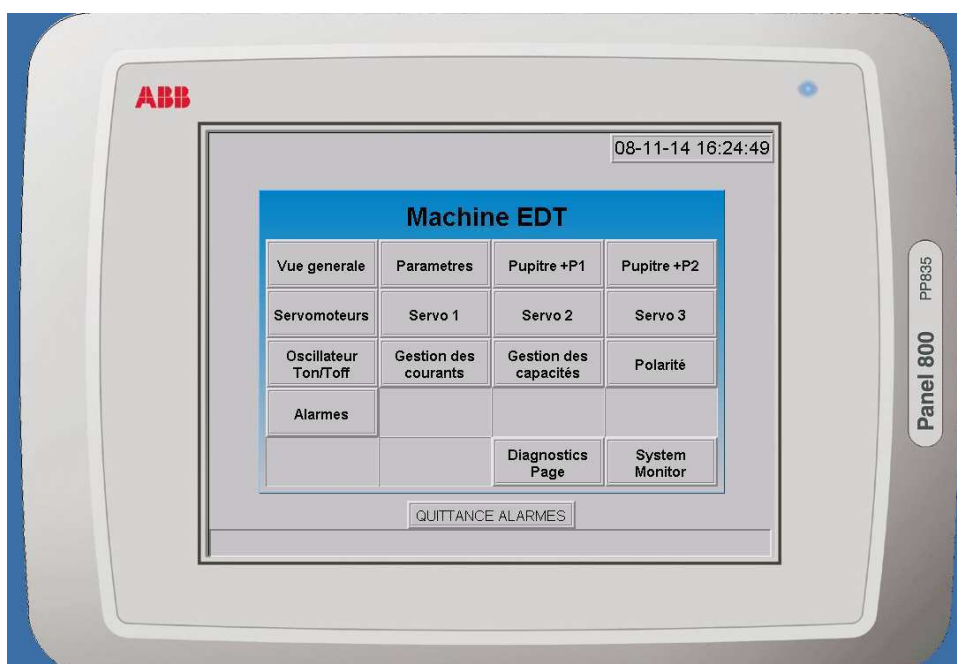 ABB
08-11-14 16:24:49
Machine EDT
Vue generale
Parametres
Pupitre +P1
Pupitre +P2
Servomoteurs
Servo 1
Servo 2
Servo 3
Oscillateur
Ton/Toff
Gestion des
courants
Gestion des
capacités
Polarité
Alarmes
Diagnostics
Page
System
Monitor
QUITTANCE ALARMES
Panel 800 PP835